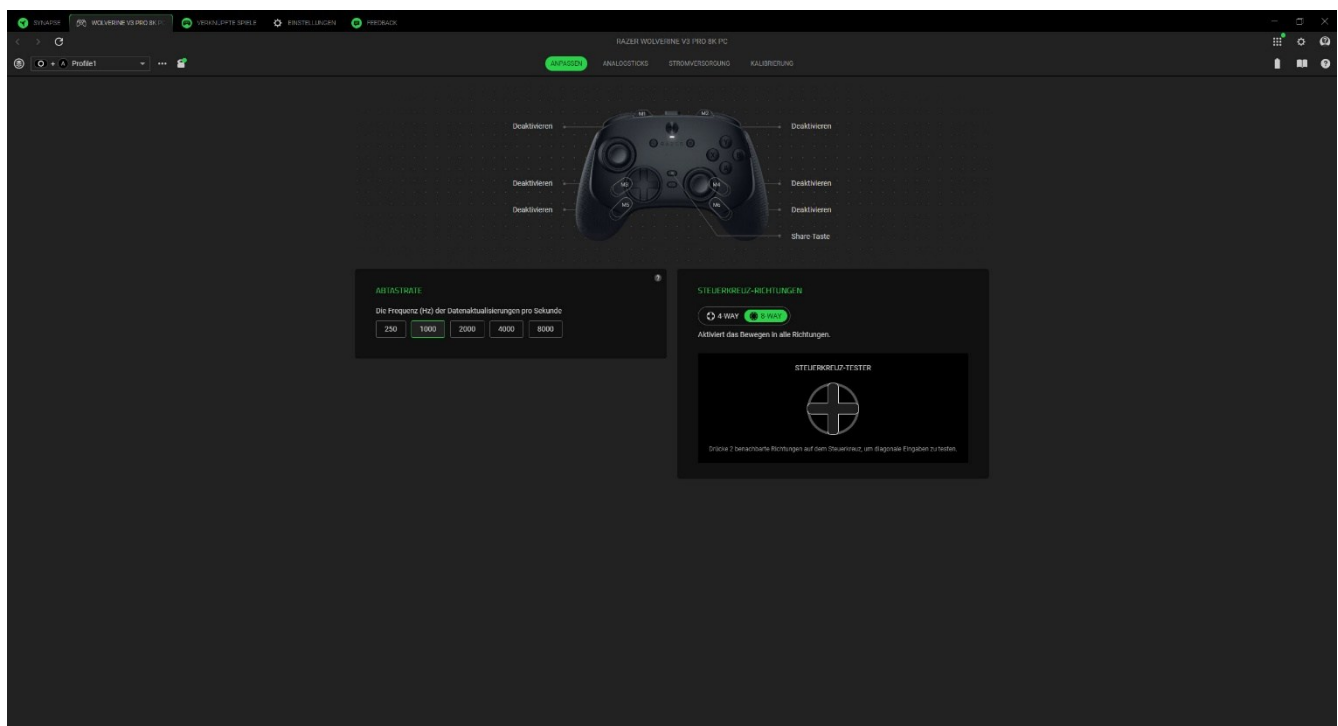 SYNAPSE WOLVERINE V3 PRO 8K PC VERKNÜPFTE SPIELE EINSTELLUNGEN FEEDBACK
RAZER WOLVERINE V3 PRO 8K PC
A Profile1 ANPASSEN ANALOGSTICKS STROMVERSORGUNG KALIBRIERUNG
M1 M2
Deaktivieren Deaktivieren
Deaktivieren M3 M4 Deaktivieren
Deaktivieren M5 M6 Deaktivieren
Share-Taste
ABTASTRATE
Die Frequenz (Hz) der Datenaktualisierungen pro Sekunde
250 1000 2000 4000 8000
STEUERKREUZ-RICHTUNGEN
4-WAY 8-WAY
Aktiviert das Bewegen in alle Richtungen.
STEUERKREUZ-TESTER
Drücke 2 benachbarte Richtungen auf dem Steuerkreuz, um diagonale Eingaben zu testen.